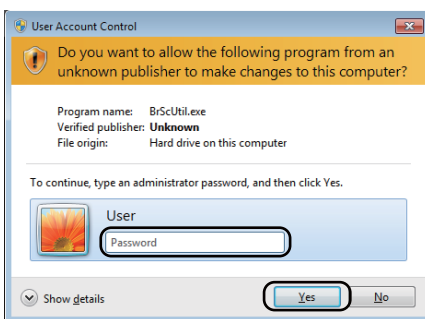 User Account Control
Do you want to allow the following program from an
unknown publisher to make changes to this computer?
Program name: BrScUtil.exe
Verified publisher: Unknown
File origin: Hard drive on this computer
To continue, type an administrator password, and then click Yes.
User
Password
Show details
Yes
No